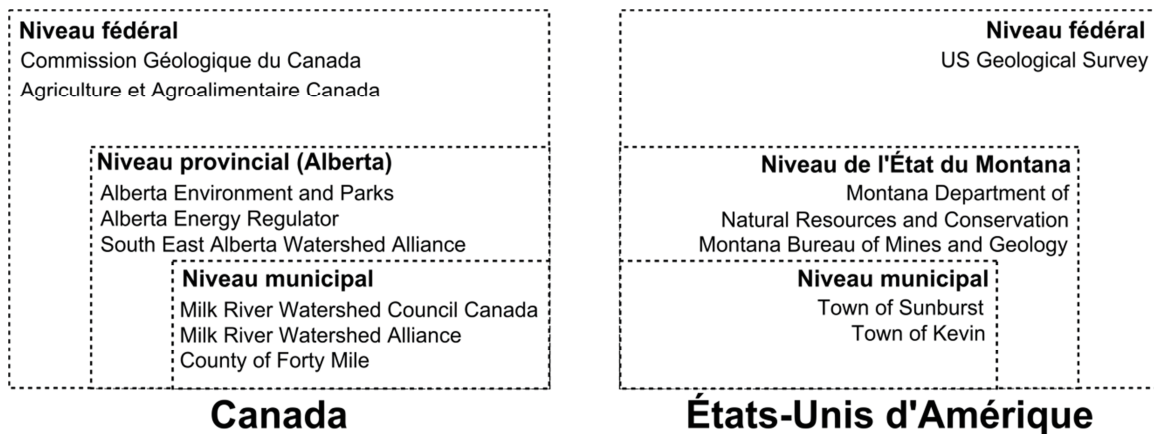 Niveau fédéral
Commission Géologique du Canada
Agriculture et Agroalimentaire Canada
Niveau provincial (Alberta)
Alberta Environment and Parks
Alberta Energy Regulator
South East Alberta Watershed Alliance
Niveau municipal
Milk River Watershed Council Canada
Milk River Watershed Alliance
County of Forty Mile
Canada
Niveau fédéral
US Geological Survey
Niveau de l'État du Montana
Montana Department of
Natural Resources and Conservation
Montana Bureau of Mines and Geology
Niveau municipal
Town of Sunburst
Town of Kevin
États-Unis d'Amérique